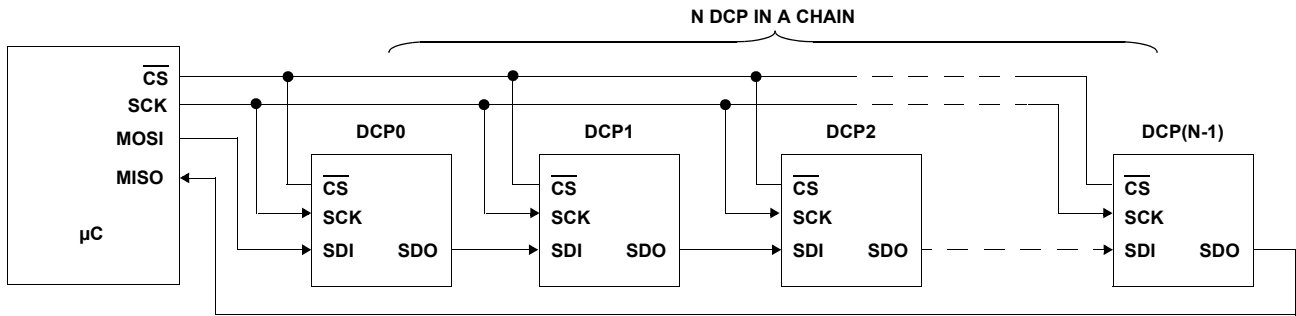 N DCP IN A CHAIN
CS
SCK
MOSI
MISO
µC
DCP0
CS
SCK
SDI SDO
DCP1
CS
SCK
SDI SDO
DCP2
CS
SCK
SDI SDO
DCP(N-1)
CS
SCK
SDI SDO